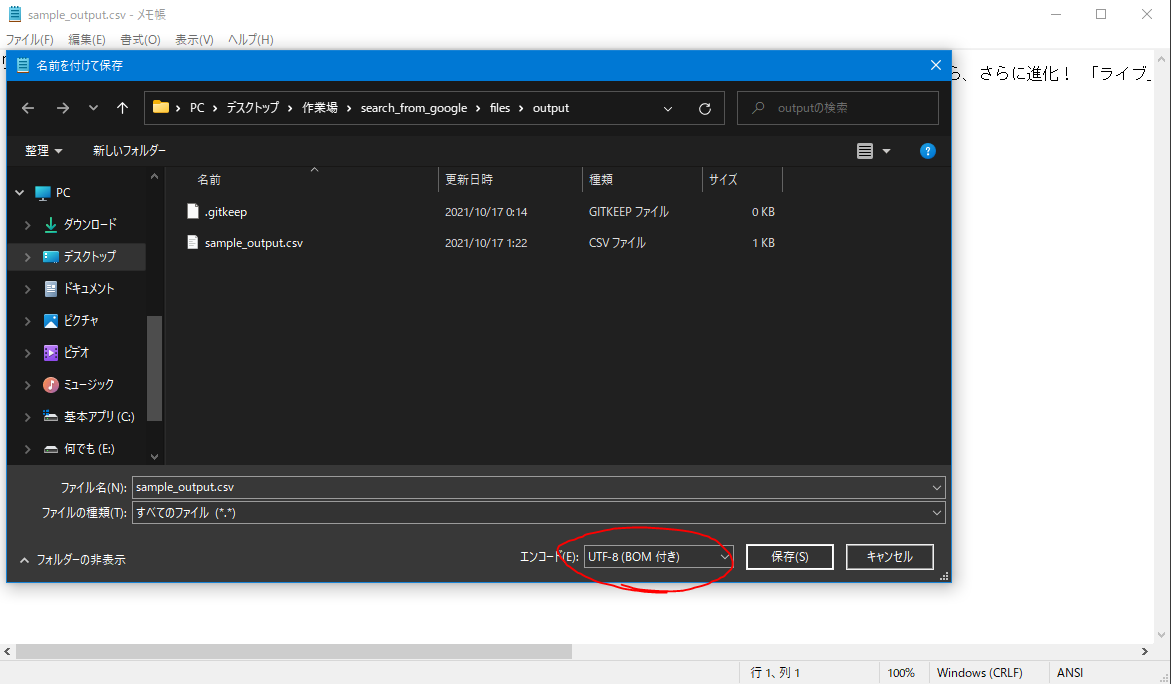 sample_output.csv - メモ帳
ファイル(F) 編集(E) 書式(O) 表示(V) ヘルプ(H)
ら、さらに進化！ 「ライブ
名前を付けて保存
PC › デスクトップ › 作業場 › search_from_google › files › output
outputの検索
整理 新しいフォルダー
名前 更新日時 種類 サイズ
.gitkeep 2021/10/17 0:14 GITKEEP ファイル 0 KB
sample_output.csv 2021/10/17 1:22 CSV ファイル 1 KB
PC
ダウンロード
デスクトップ
ドキュメント
ピクチャ
ビデオ
ミュージック
基本アプリ (C:)
何でも (E:)
ファイル名(N): sample_output.csv
ファイルの種類(T): すべてのファイル (*.*)
フォルダーの非表示
エンコード(E): UTF-8 (BOM 付き) 保存(S) キャンセル
行 1、列 1 100% Windows (CRLF) ANSI